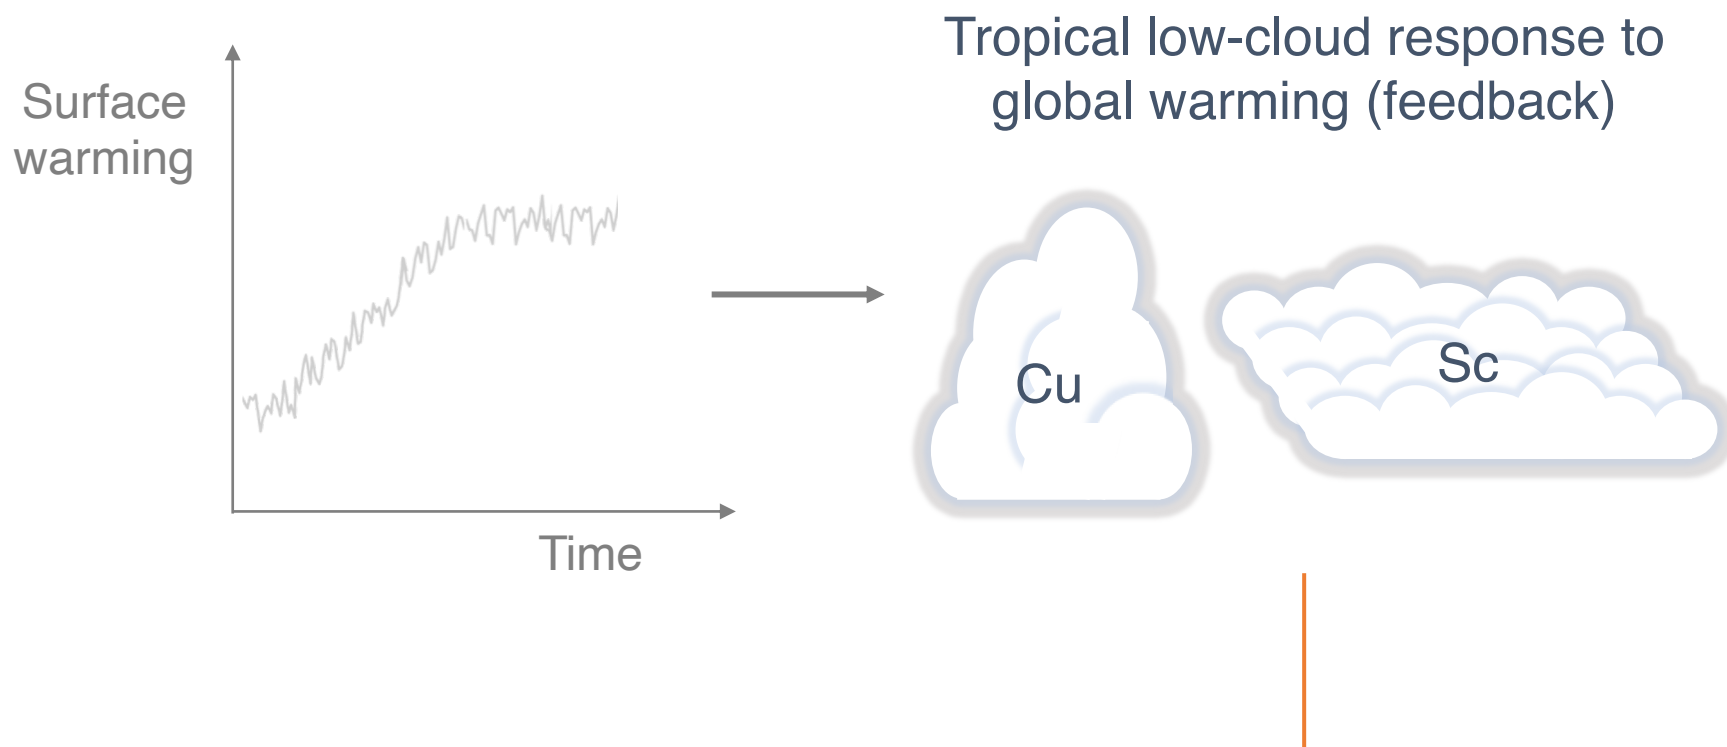 Tropical low-cloud response to
global warming (feedback)
Surface
warming
Time
Cu
Sc